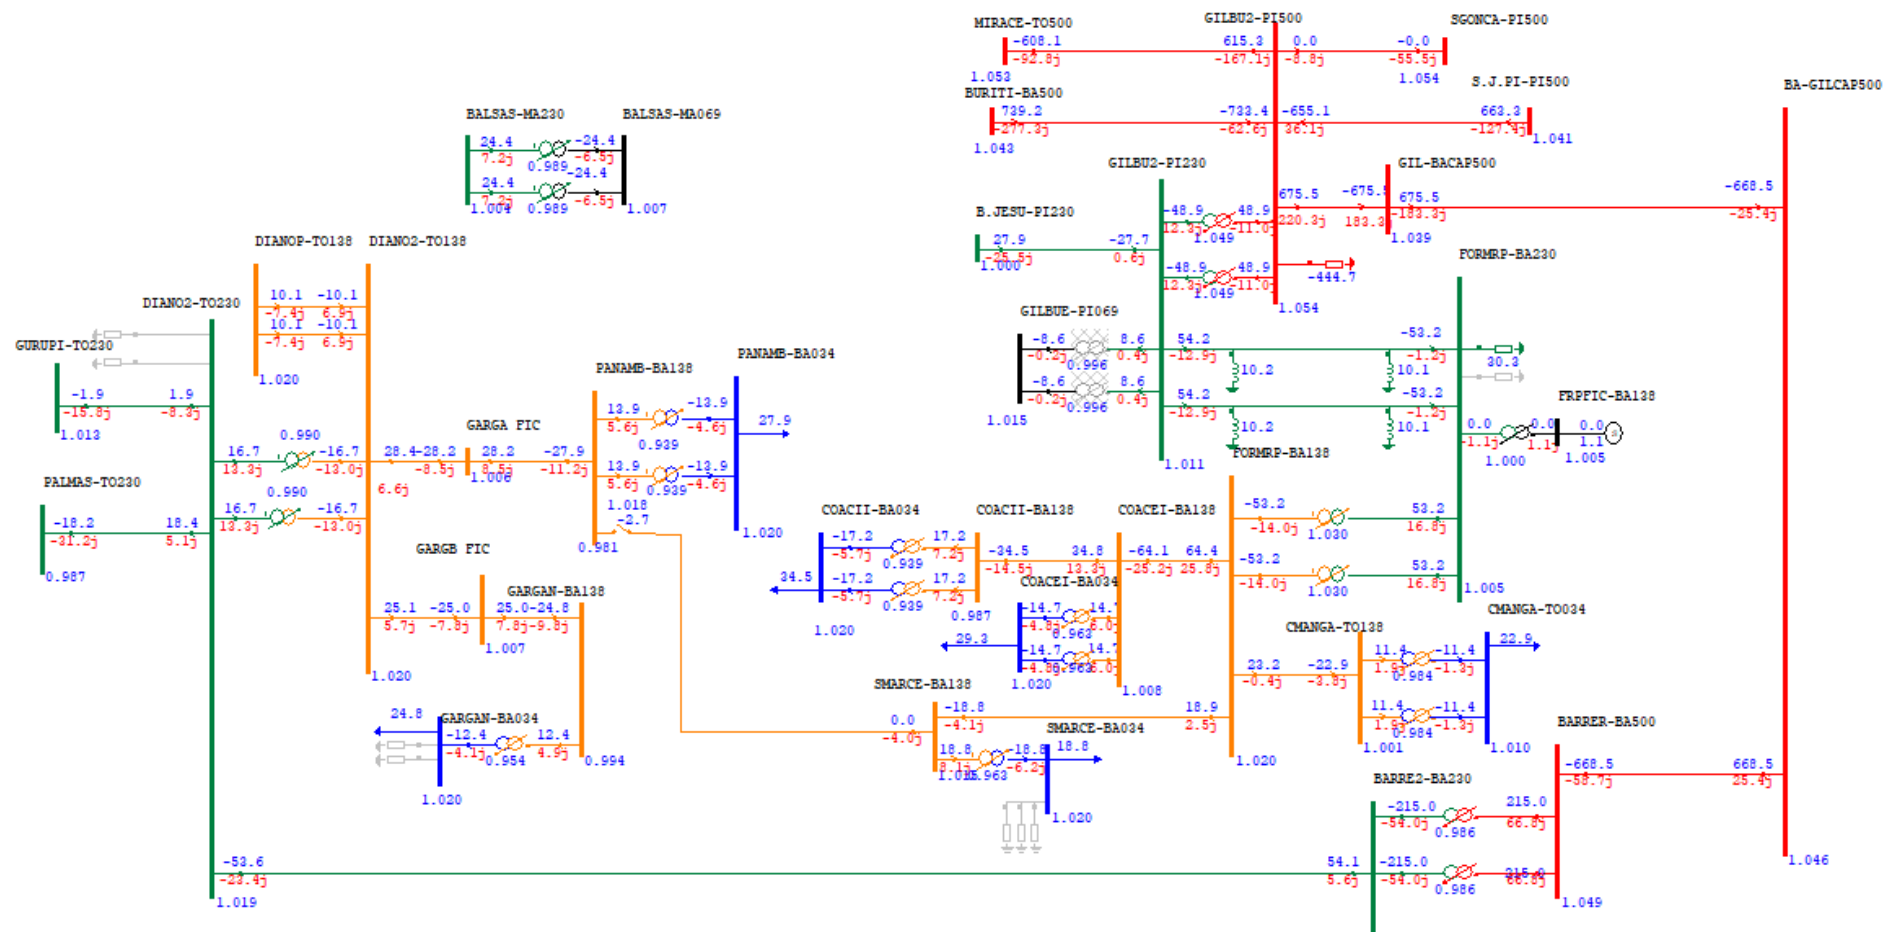 MIRACE-TO500
GILBU2-PI500
SGONCA-PI500
-608.1
-92.8j
615.3
-167.1j
0.0
-8.8j
-0.0
-55.5j
1.053
1.054
BURITI-BA500
S.J.PI-PI500
BA-GILCAP500
739.2
-277.3j
-733.4
-62.6j
-655.1
36.1j
663.3
-127.4j
1.043
1.041
BALSAS-MA230
BALSAS-MA069
24.4
7.2j
0.989
-24.4
-6.5j
24.4
7.2j
0.989
-24.4
-6.5j
1.004
1.007
GILBU2-PI230
GIL-BACAP500
-48.9
12.3j
1.049
48.9
-11.0j
675.5
220.3j
-675.5
183.3j
675.5
-183.3j
-668.5
-25.4j
1.039
B.JESU-PI230
27.9
-25.5j
-27.7
0.6j
1.000
-48.9
12.3j
1.049
48.9
-11.0j
-444.7
1.054
FORMRP-BA230
DIANOP-TO138
DIANO2-TO138
10.1
-7.4j
-10.1
6.9j
10.1
-7.4j
-10.1
6.9j
1.020
DIANO2-TO230
GURUPI-TO230
-1.9
-15.8j
1.9
-8.3j
1.013
GILBUE-PI069
-8.6
-0.2j
0.996
8.6
0.4j
54.2
-12.9j
10.2
10.1
-53.2
-1.2j
30.3
-8.6
-0.2j
0.996
8.6
0.4j
54.2
-12.9j
10.2
10.1
-53.2
-1.2j
1.015
1.011
FRPFIC-BA138
0.0
-1.1j
1.000
0.0
1.1j
0.0
1.1
1.005
PANAMB-BA138
PANAMB-BA034
13.9
5.6j
0.939
-13.9
-4.6j
27.9
13.9
5.6j
0.939
-13.9
-4.6j
1.018
-2.7
0.981
1.020
GARGA FIC
16.7
13.3j
0.990
-16.7
-13.0j
28.4
6.6j
-28.2
-8.5j
28.2
8.5j
-27.9
-11.2j
1.006
PALMAS-TO230
-18.2
-31.2j
18.4
5.1j
16.7
13.3j
0.990
-16.7
-13.0j
0.987
FORMRP-BA138
COACII-BA034
COACII-BA138
COACEI-BA138
-17.2
-5.7j
0.939
17.2
7.2j
-34.5
-14.5j
34.8
13.3j
-64.1
-25.2j
64.4
25.8j
-53.2
-14.0j
1.030
53.2
16.8j
34.5
-17.2
-5.7j
0.939
17.2
7.2j
0.987
-53.2
-14.0j
1.030
53.2
16.8j
1.020
1.005
COACEI-BA034
-14.7
-4.8j
0.963
14.7
6.0j
29.3
-14.7
-4.8j
0.963
14.7
6.0j
1.020
1.008
GARGB FIC
GARGAN-BA138
25.1
5.7j
-25.0
-7.8j
25.0
7.8j
-24.8
-9.8j
1.007
1.020
CMANGA-TO138
CMANGA-TO034
23.2
-0.4j
-22.9
-3.8j
11.4
1.9j
0.984
-11.4
-1.3j
22.9
11.4
1.9j
0.984
-11.4
-1.3j
1.001
1.010
GARGAN-BA034
24.8
-12.4
-4.1j
0.954
12.4
4.9j
0.994
1.020
SMARCE-BA138
0.0
-4.0j
-18.8
-4.1j
18.9
2.5j
1.020
SMARCE-BA034
18.8
8.1j
0.963
-18.8
-6.2j
18.8
1.020
BARRER-BA500
BARRE2-BA230
-668.5
-58.7j
668.5
25.4j
-215.0
-54.0j
0.986
215.0
66.8j
1.046
-53.6
-23.4j
54.1
5.6j
-215.0
-54.0j
0.986
215.0
66.8j
1.019
1.049